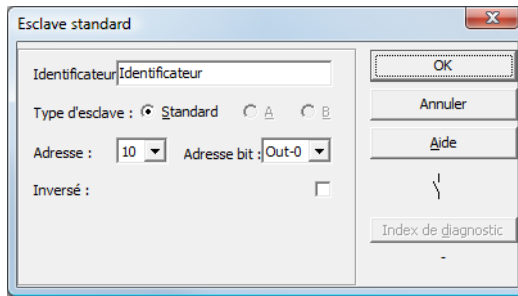 Esclave standard
Identificateur Identificateur
Type d'esclave : Standard A B
Adresse : 10 Adresse bit : Out-0
Inversé :
OK
Annuler
Aide
Index de diagnostic
-